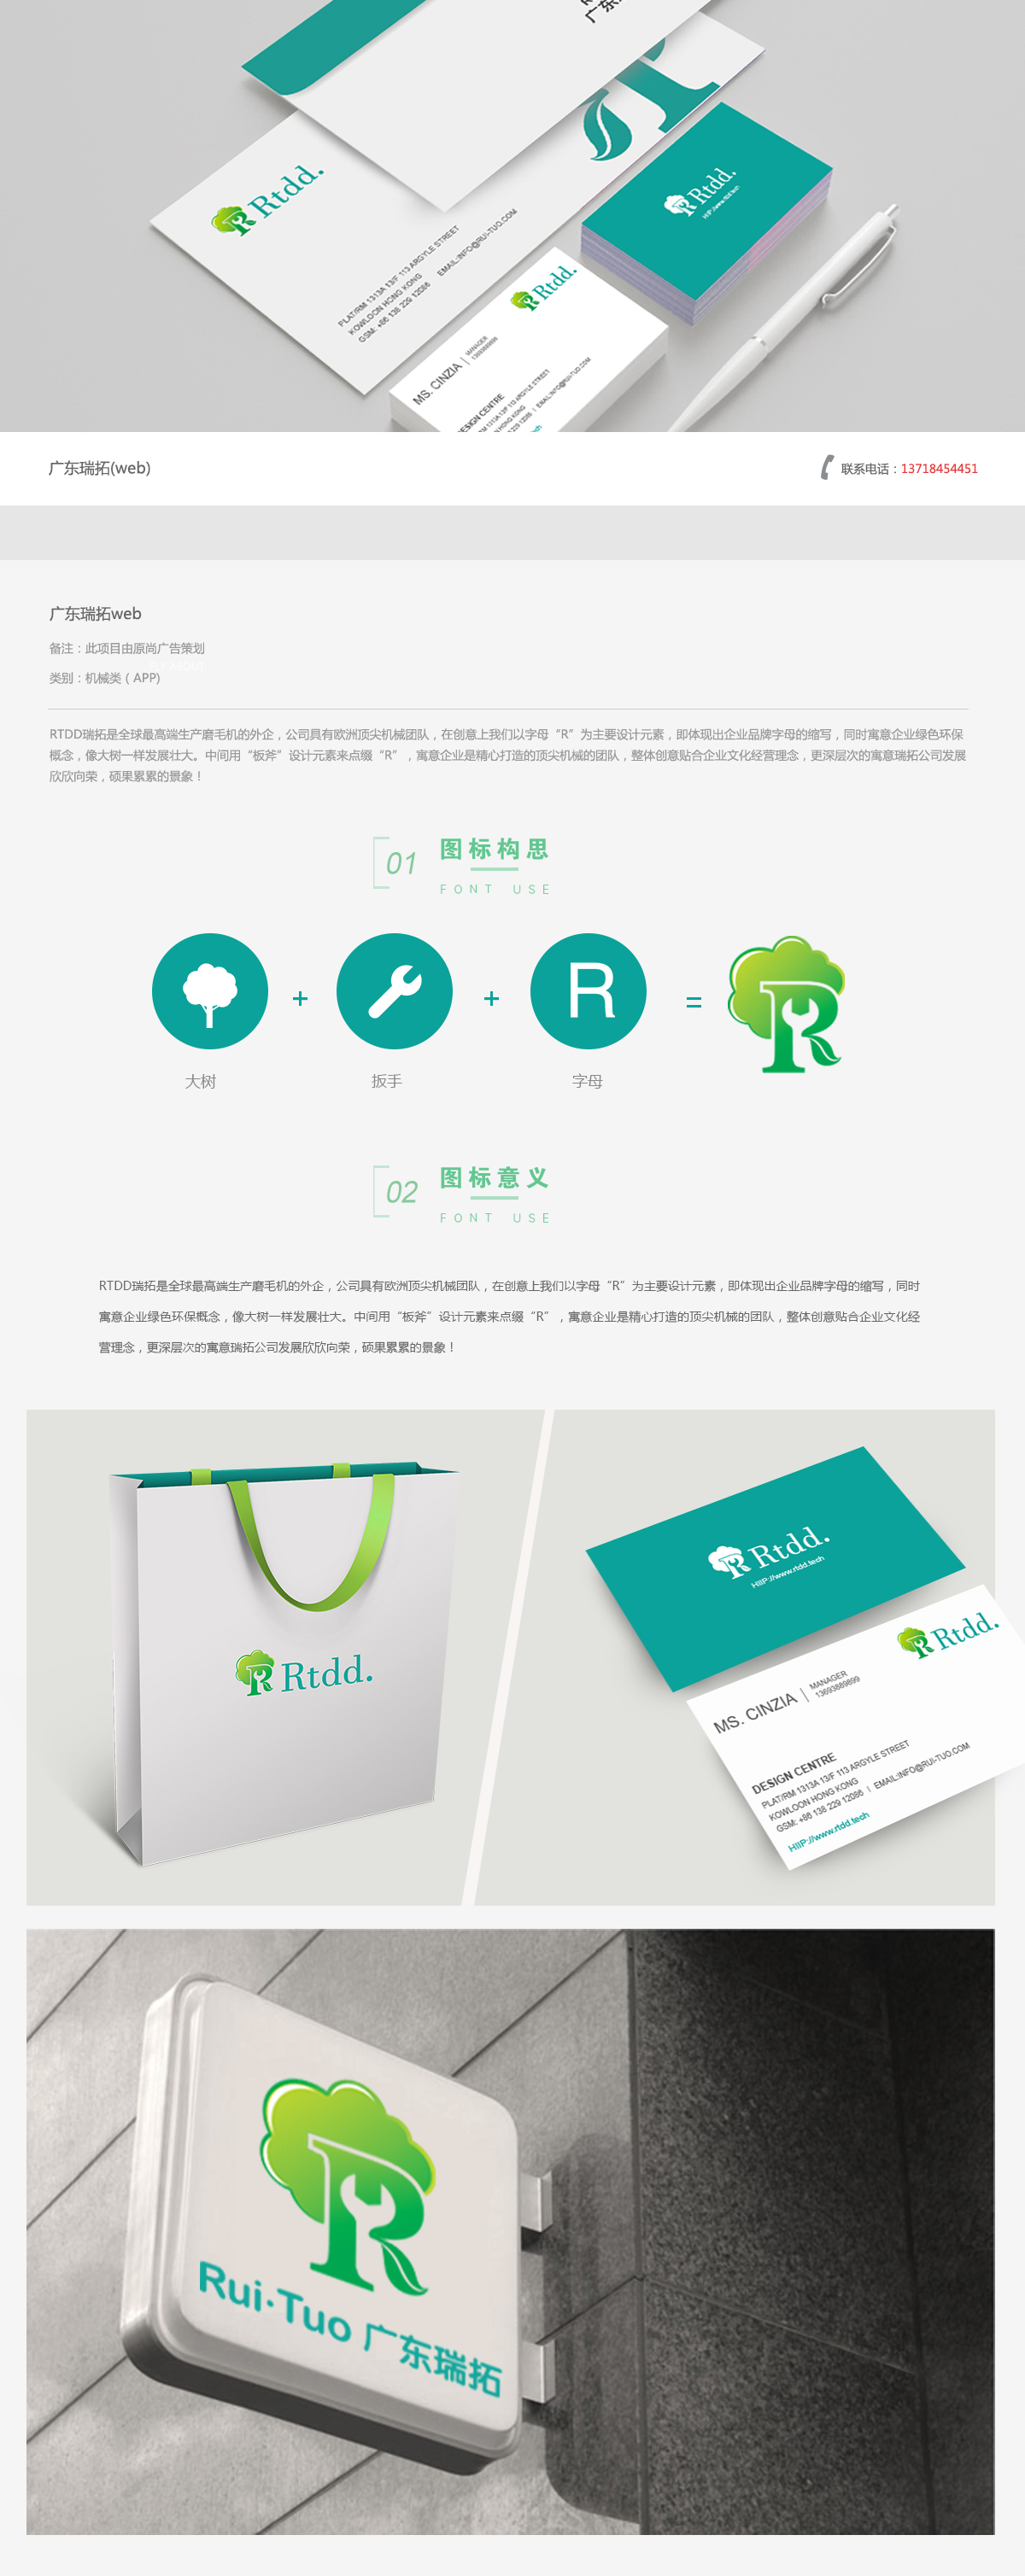 广东
Rtdd.
PLAT/RM 1313A 13/F 113 ARGYLE STREET
KOWLOON HONG KONG
GSM: +86 138 229 12086 EMAIL:INFO@RUI-TUO.COM
Rtdd.
HIIP://www.rtdd.tech
Rtdd.
MS. CINZIA | MANAGER
13693889899
DESIGN CENTRE
广东瑞拓(web)
联系电话：13718454451
广东瑞拓web
备注：此项目由原尚广告策划
类别：机械类（APP)
RTDD瑞拓是全球最高端生产磨毛机的外企，公司具有欧洲顶尖机械团队，在创意上我们以字母“R”为主要设计元素，即体现出企业品牌字母的缩写，同时寓意企业绿色环保
概念，像大树一样发展壮大。中间用“板斧”设计元素来点缀“R”，寓意企业是精心打造的顶尖机械的团队，整体创意贴合企业文化经营理念，更深层次的寓意瑞拓公司发展
欣欣向荣，硕果累累的景象！
01 图标构思
FONT USE
+ + R = R
大树 扳手 字母
02 图标意义
FONT USE
RTDD瑞拓是全球最高端生产磨毛机的外企，公司具有欧洲顶尖机械团队，在创意上我们以字母“R”为主要设计元素，即体现出企业品牌字母的缩写，同时
寓意企业绿色环保概念，像大树一样发展壮大。中间用“板斧”设计元素来点缀“R”，寓意企业是精心打造的顶尖机械的团队，整体创意贴合企业文化经
营理念，更深层次的寓意瑞拓公司发展欣欣向荣，硕果累累的景象！
Rtdd.
Rtdd.
HIIP://www.rtdd.tech
Rtdd.
MS. CINZIA | MANAGER
13693889899
DESIGN CENTRE
PLAT/RM 1313A 13/F 113 ARGYLE STREET
KOWLOON HONG KONG
GSM: +86 138 229 12086 | EMAIL:INFO@RUI-TUO.COM
HIIP://www.rtdd.tech
R
Rui·Tuo 广东瑞拓